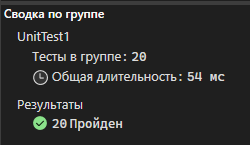 Сводка по группе
UnitTest1
Тесты в группе: 20
Общая длительность: 54 мс
Результаты
20 Пройден